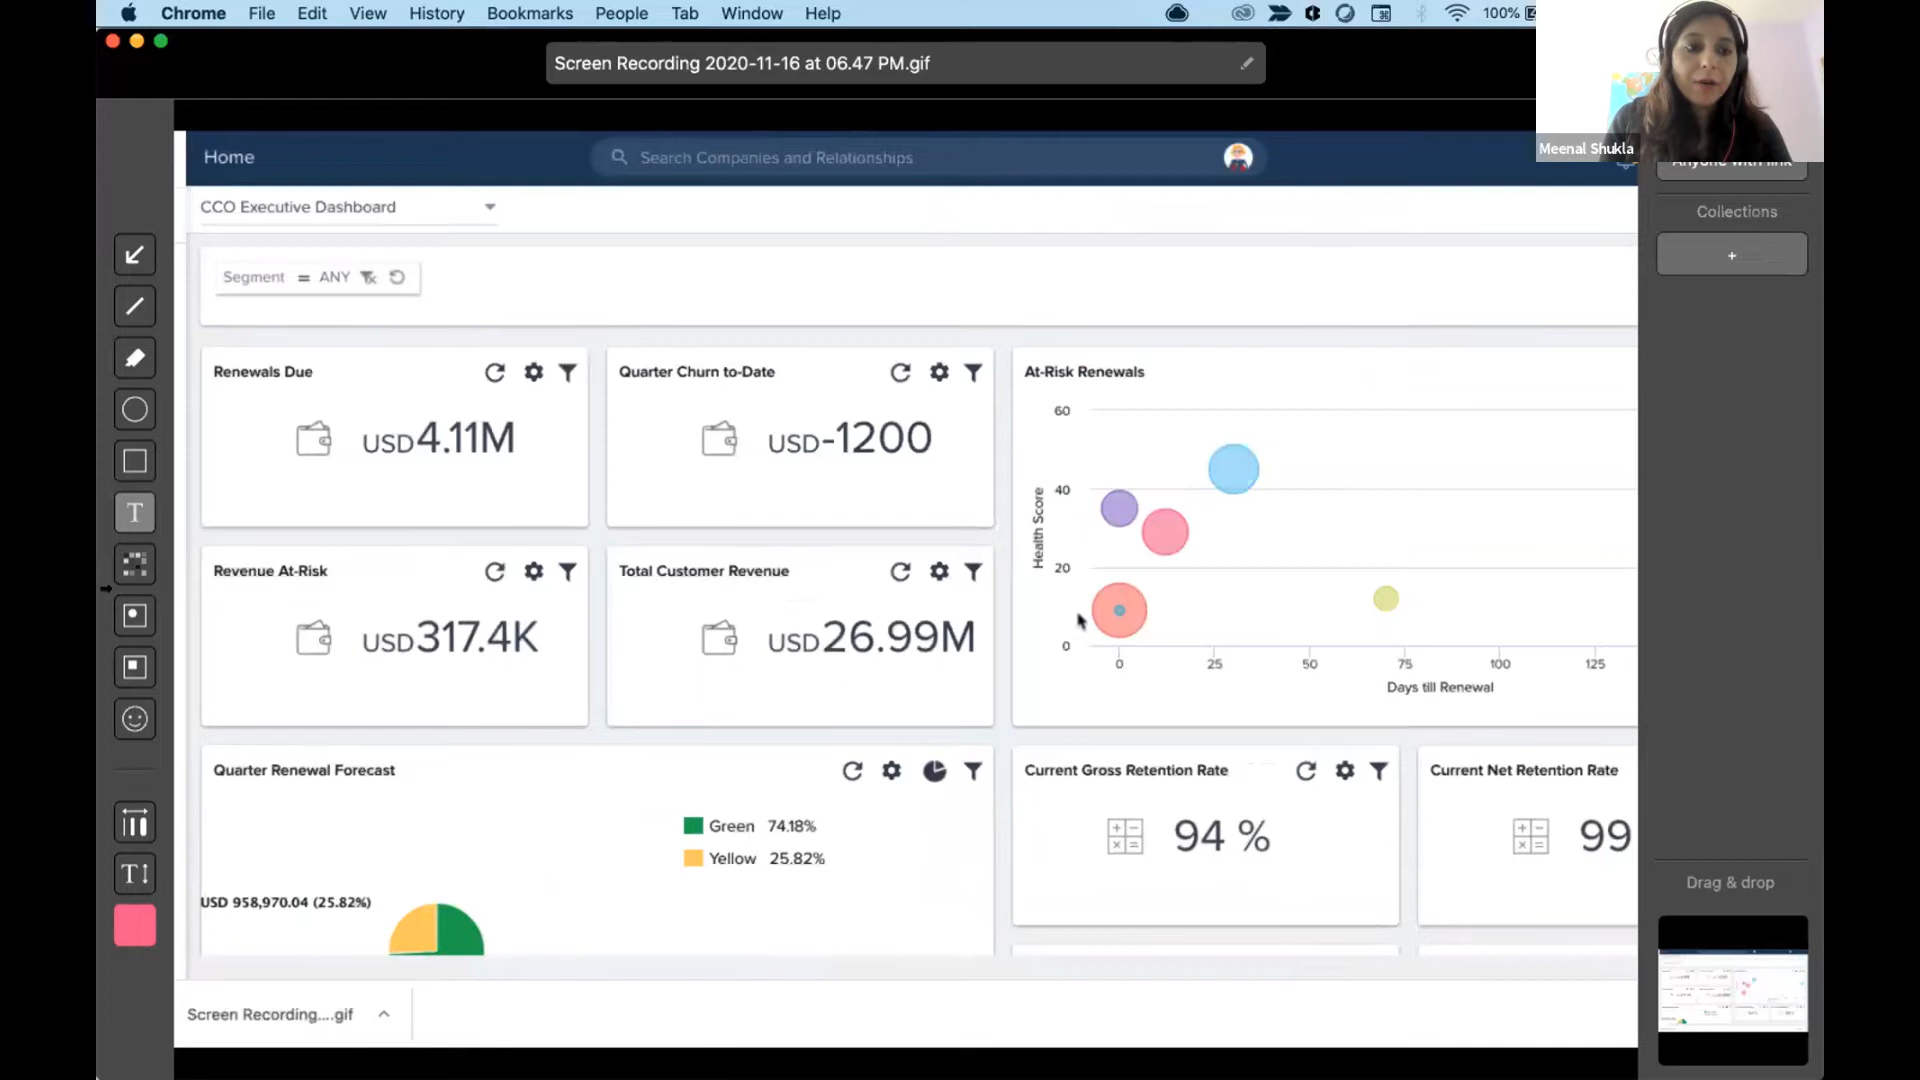 Chrome File Edit View History Bookmarks People Tab Window Help
100%
Screen Recording 2020-11-16 at 06.47 PM.gif
Meenal Shukla
Anyone with link
Home
Search Companies and Relationships
Collections
+
CCO Executive Dashboard
Segment = ANY
Renewals Due
USD4.11M
Quarter Churn to-Date
USD-1200
At-Risk Renewals
60
40
20
0
Health Score
0 25 50 75 100 125
Days till Renewal
Revenue At-Risk
USD317.4K
Total Customer Revenue
USD26.99M
Quarter Renewal Forecast
Green 74.18%
Yellow 25.82%
USD 958,970.04 (25.82%)
Current Gross Retention Rate
94 %
Current Net Retention Rate
99
T
T
Drag & drop
Screen Recording....gif